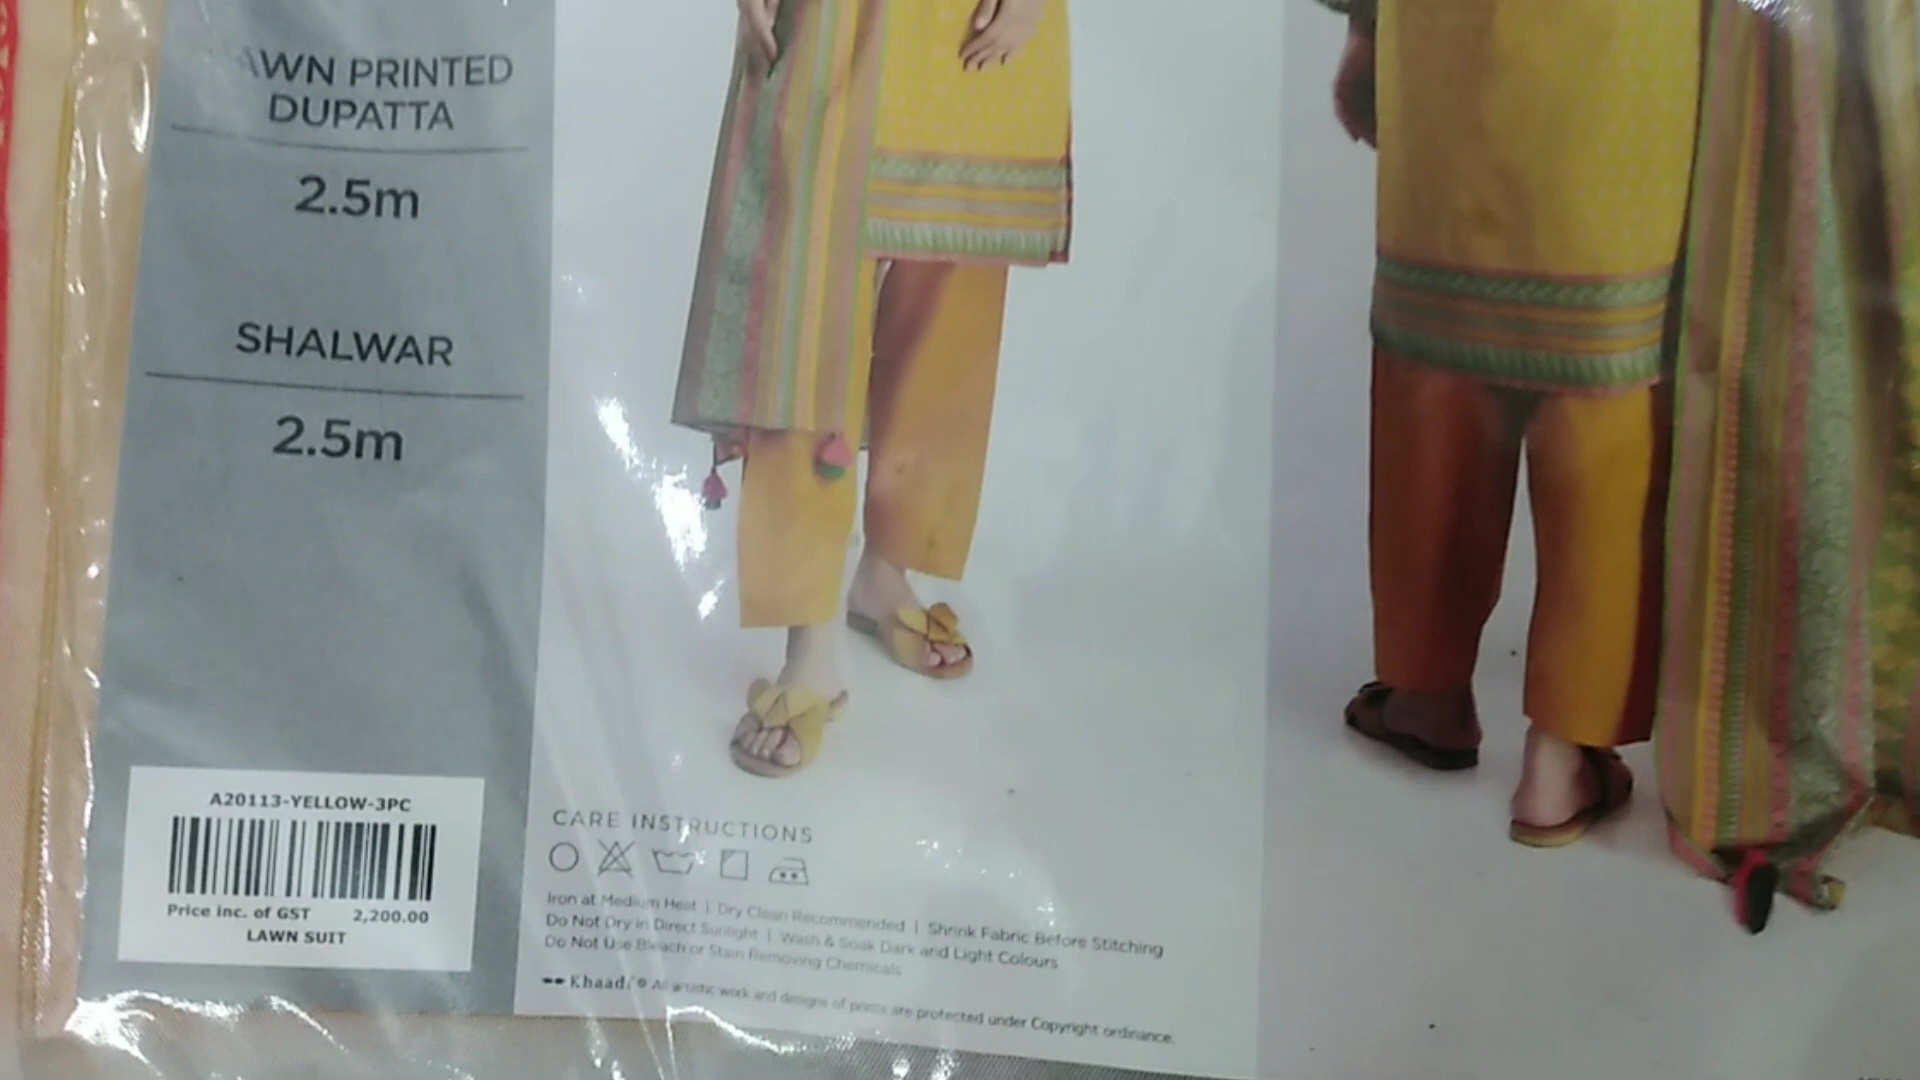 AWN PRINTED
DUPATTA
2.5m
SHALWAR
2.5m
A20113-YELLOW-3PC
Price inc. of GST 2,200.00
LAWN SUIT
CARE INSTRUCTIONS
Iron at Medium Heat | Dry Clean Recommended | Shrink Fabric Before Stitching
Do Not Dry in Direct Sunlight | Wash & Soak Dark and Light Colours
Do Not Use Bleach or Stain Removing Chemicals
Khaadi ® All artistic work and designs of prints are protected under Copyright ordinance.